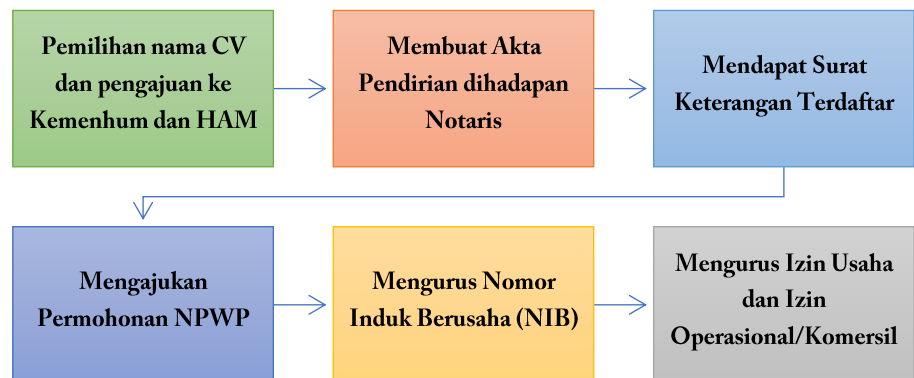 Pemilihan nama CV
dan pengajuan ke
Kemenhum dan HAM
Membuat Akta
Pendirian dihadapan
Notaris
Mendapat Surat
Keterangan Terdaftar
Mengajukan
Permohonan NPWP
Mengurus Nomor
Induk Berusaha (NIB)
Mengurus Izin Usaha
dan Izin
Operasional/Komersil